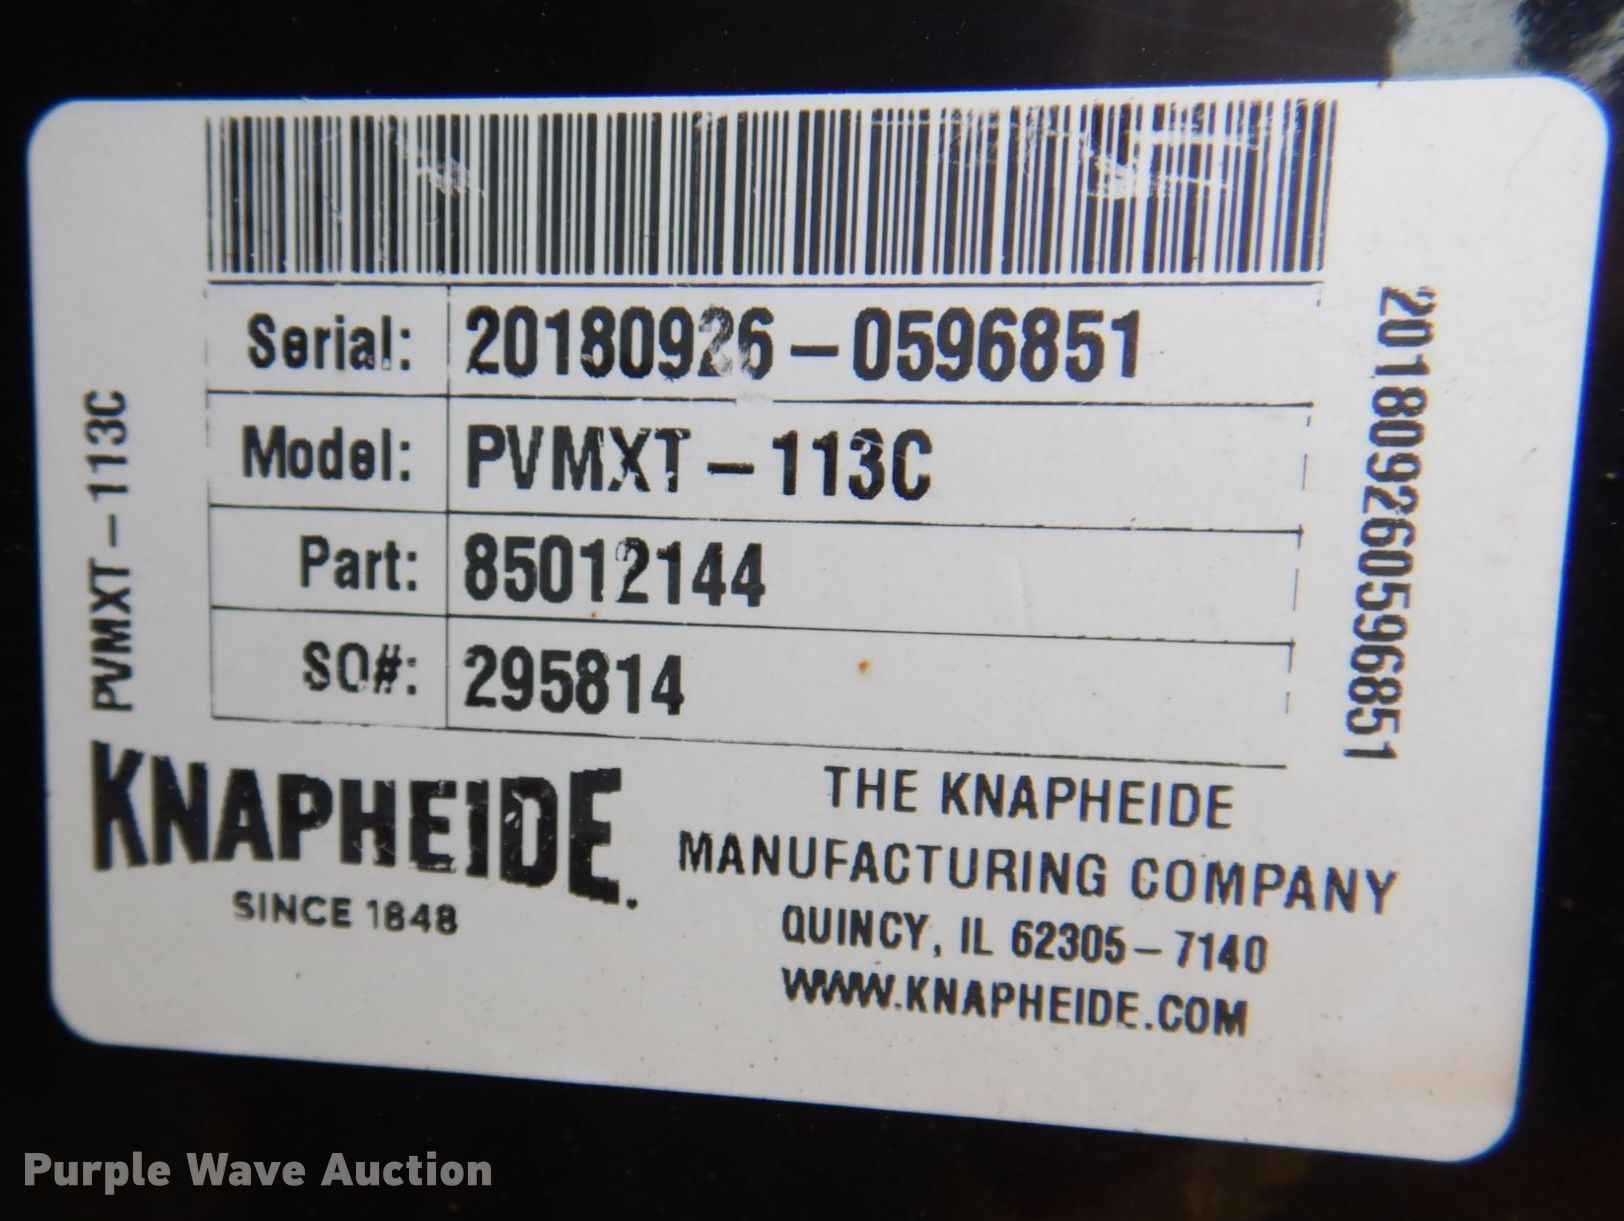 Serial: 20180926-0596851
Model: PVMXT-113C
Part: 85012144
SO#: 295814
PVMXT-113C
201809260596851
KNAPHEIDE.
SINCE 1848
THE KNAPHEIDE
MANUFACTURING COMPANY
QUINCY, IL 62305-7140
WWW.KNAPHEIDE.COM
Purple Wave Auction